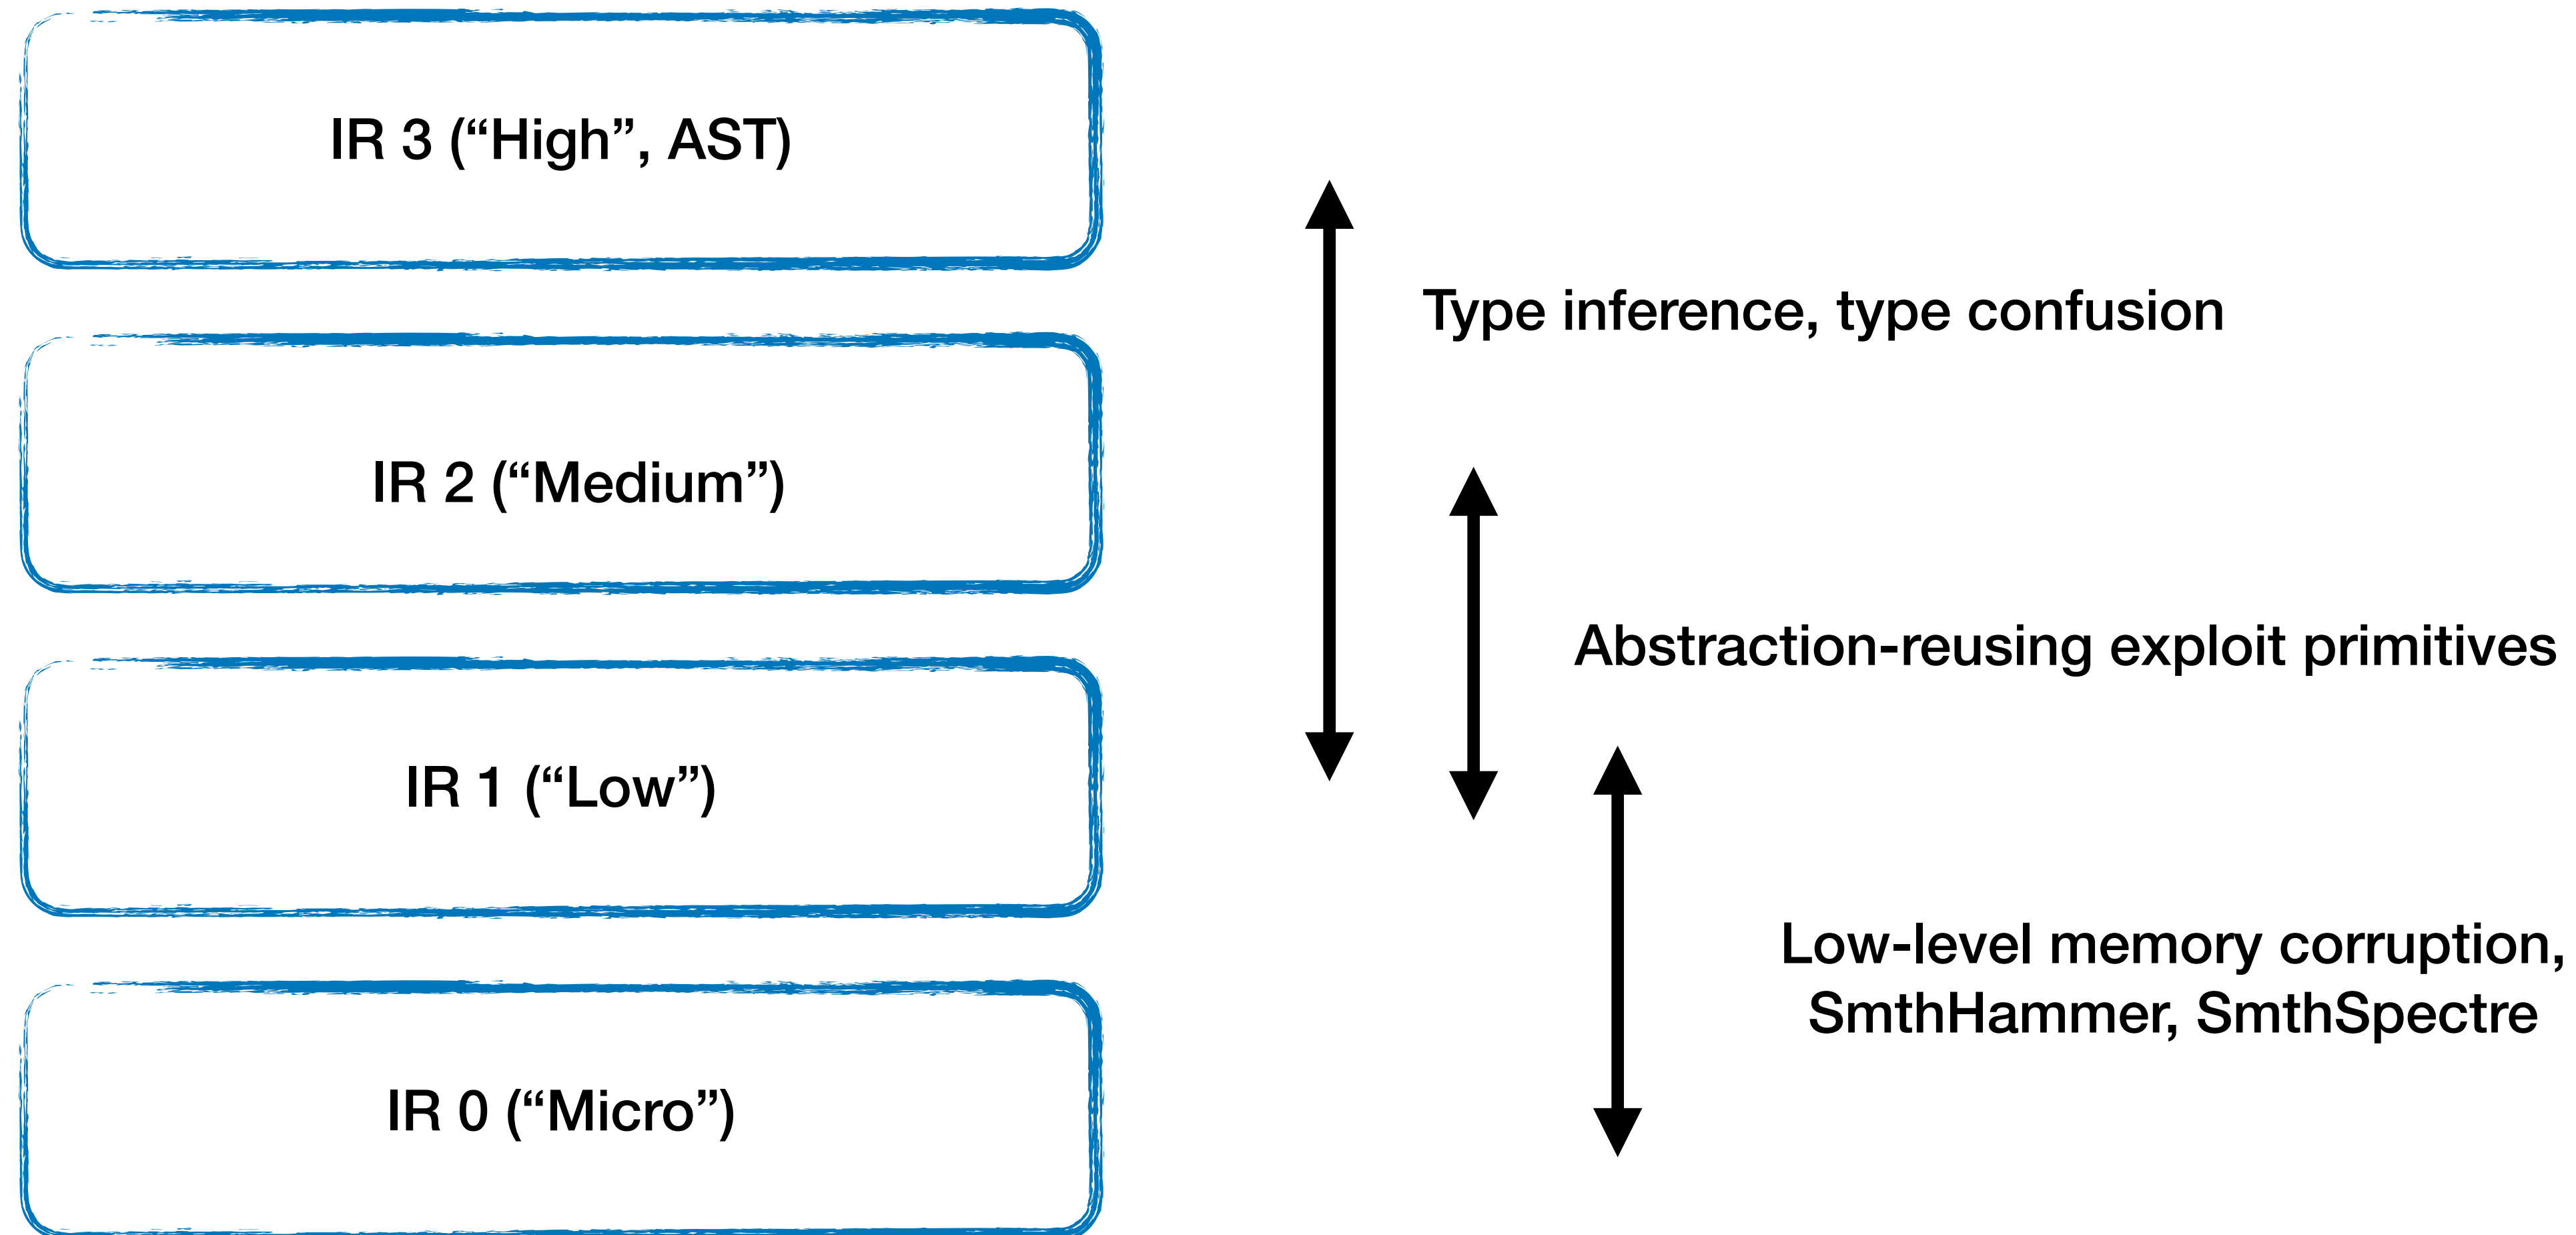 IR 3 (“High”, AST)
Type inference, type confusion
IR 2 (“Medium”)
Abstraction-reusing exploit primitives
IR 1 (“Low”)
Low-level memory corruption,
SmthHammer, SmthSpectre
IR 0 (“Micro”)